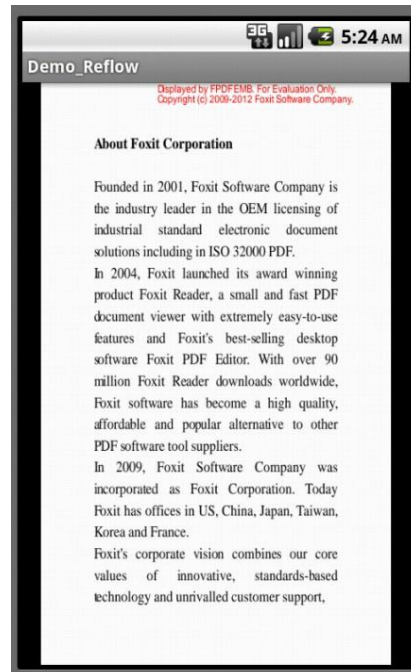 3G
5:24 AM
Demo_Reflow
Displayed by FPDFEMB. For Evaluation Only.
Copyright (c) 2009-2012 Foxit Software Company.
About Foxit Corporation
Founded in 2001, Foxit Software Company is
the industry leader in the OEM licensing of
industrial standard electronic document
solutions including in ISO 32000 PDF.
In 2004, Foxit launched its award winning
product Foxit Reader, a small and fast PDF
document viewer with extremely easy-to-use
features and Foxit's best-selling desktop
software Foxit PDF Editor. With over 90
million Foxit Reader downloads worldwide,
Foxit software has become a high quality,
affordable and popular alternative to other
PDF software tool suppliers.
In 2009, Foxit Software Company was
incorporated as Foxit Corporation. Today
Foxit has offices in US, China, Japan, Taiwan,
Korea and France.
Foxit's corporate vision combines our core
values of innovative, standards-based
technology and unrivalled customer support,